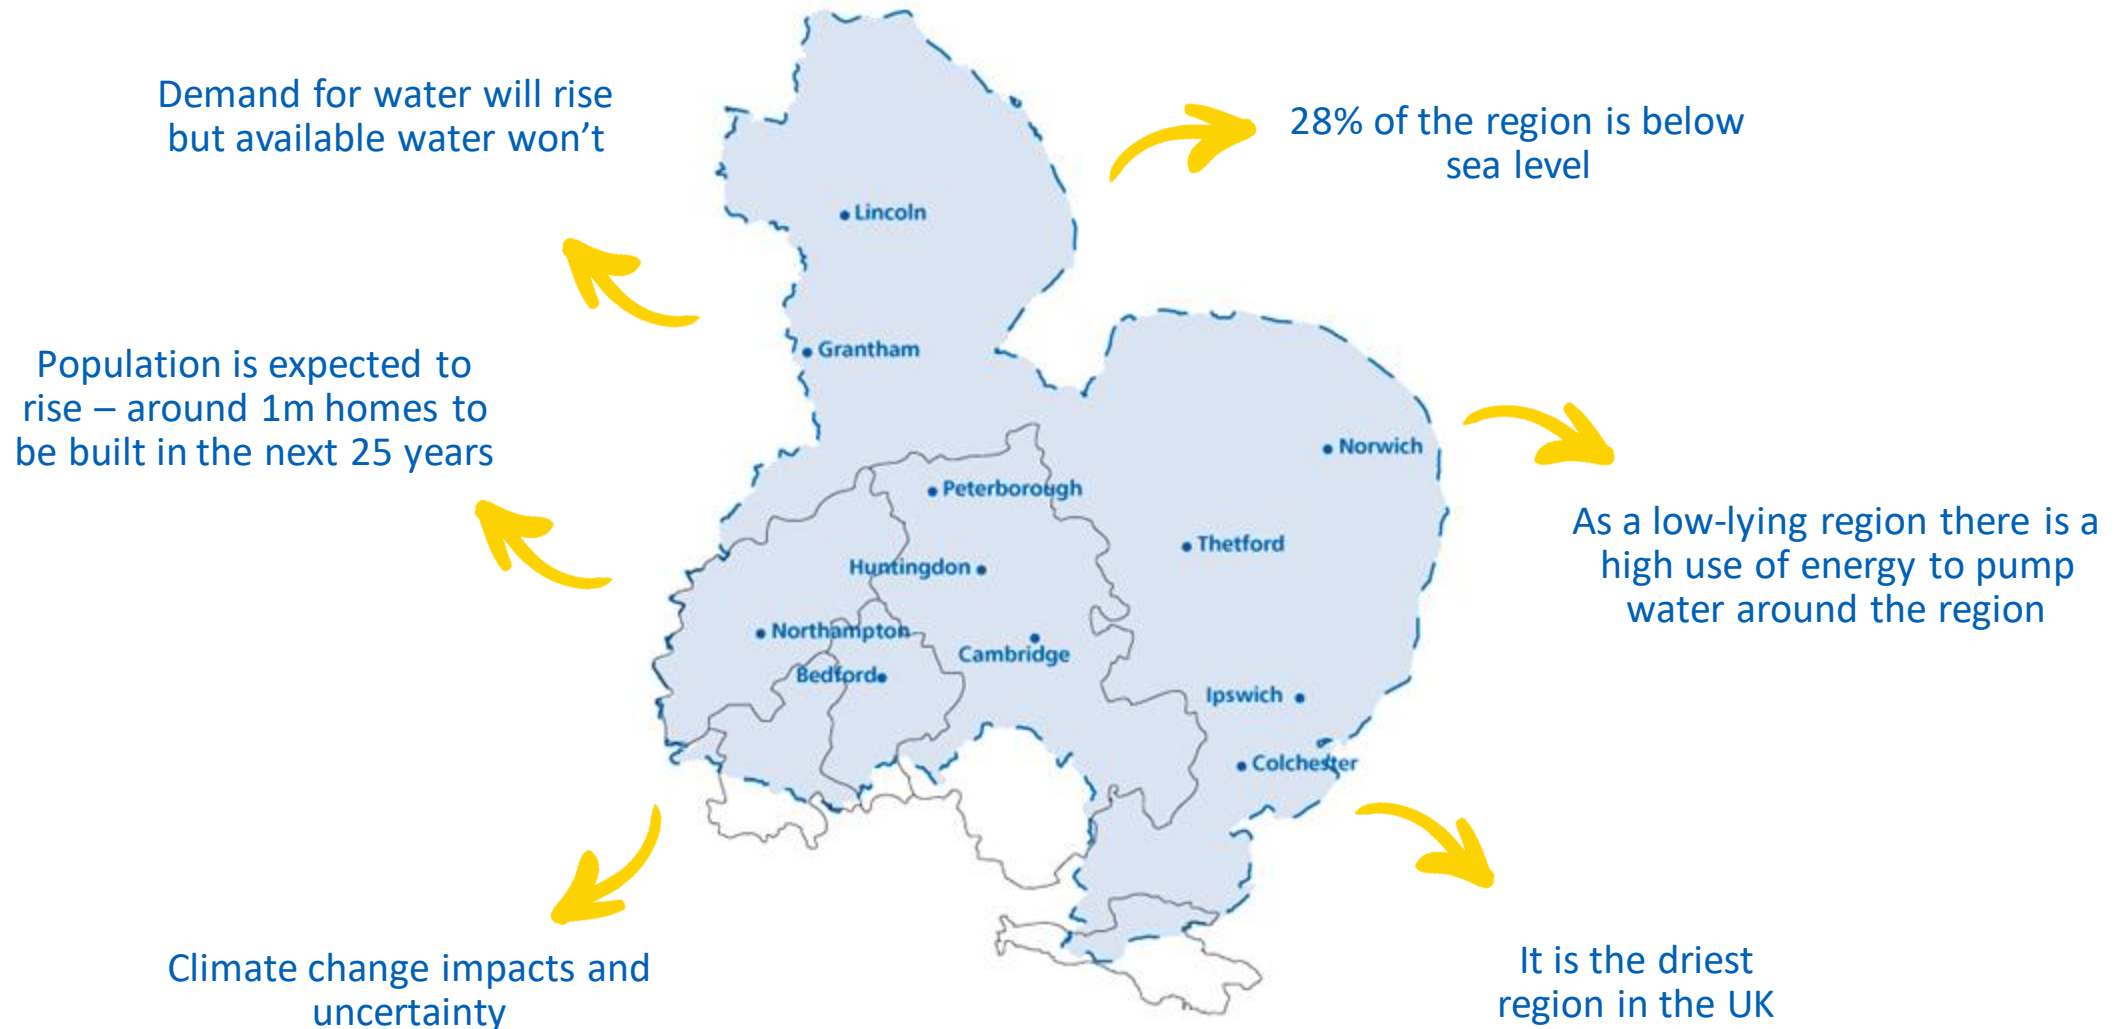 Demand for water will rise
but available water won't
28% of the region is below
sea level
Lincoln
Population is expected to
rise – around 1m homes to
be built in the next 25 years
Grantham
Norwich
Peterborough
Thetford
Huntingdon
As a low-lying region there is a
high use of energy to pump
water around the region
Northampton
Cambridge
Bedford
Ipswich
Colchester
Climate change impacts and
uncertainty
It is the driest
region in the UK